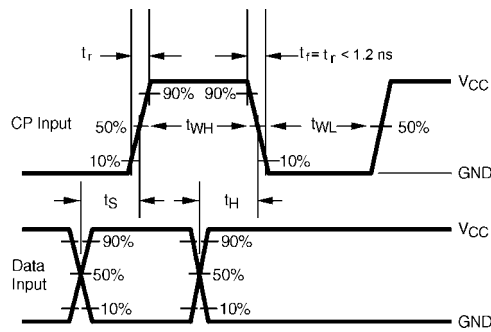 tr
tf = tr < 1.2 ns
VCC
90% 90%
CP Input
50% tWH tWL 50%
10% 10%
GND
tS tH
VCC
90% 90%
Data
Input
50% 50%
10% 10%
GND